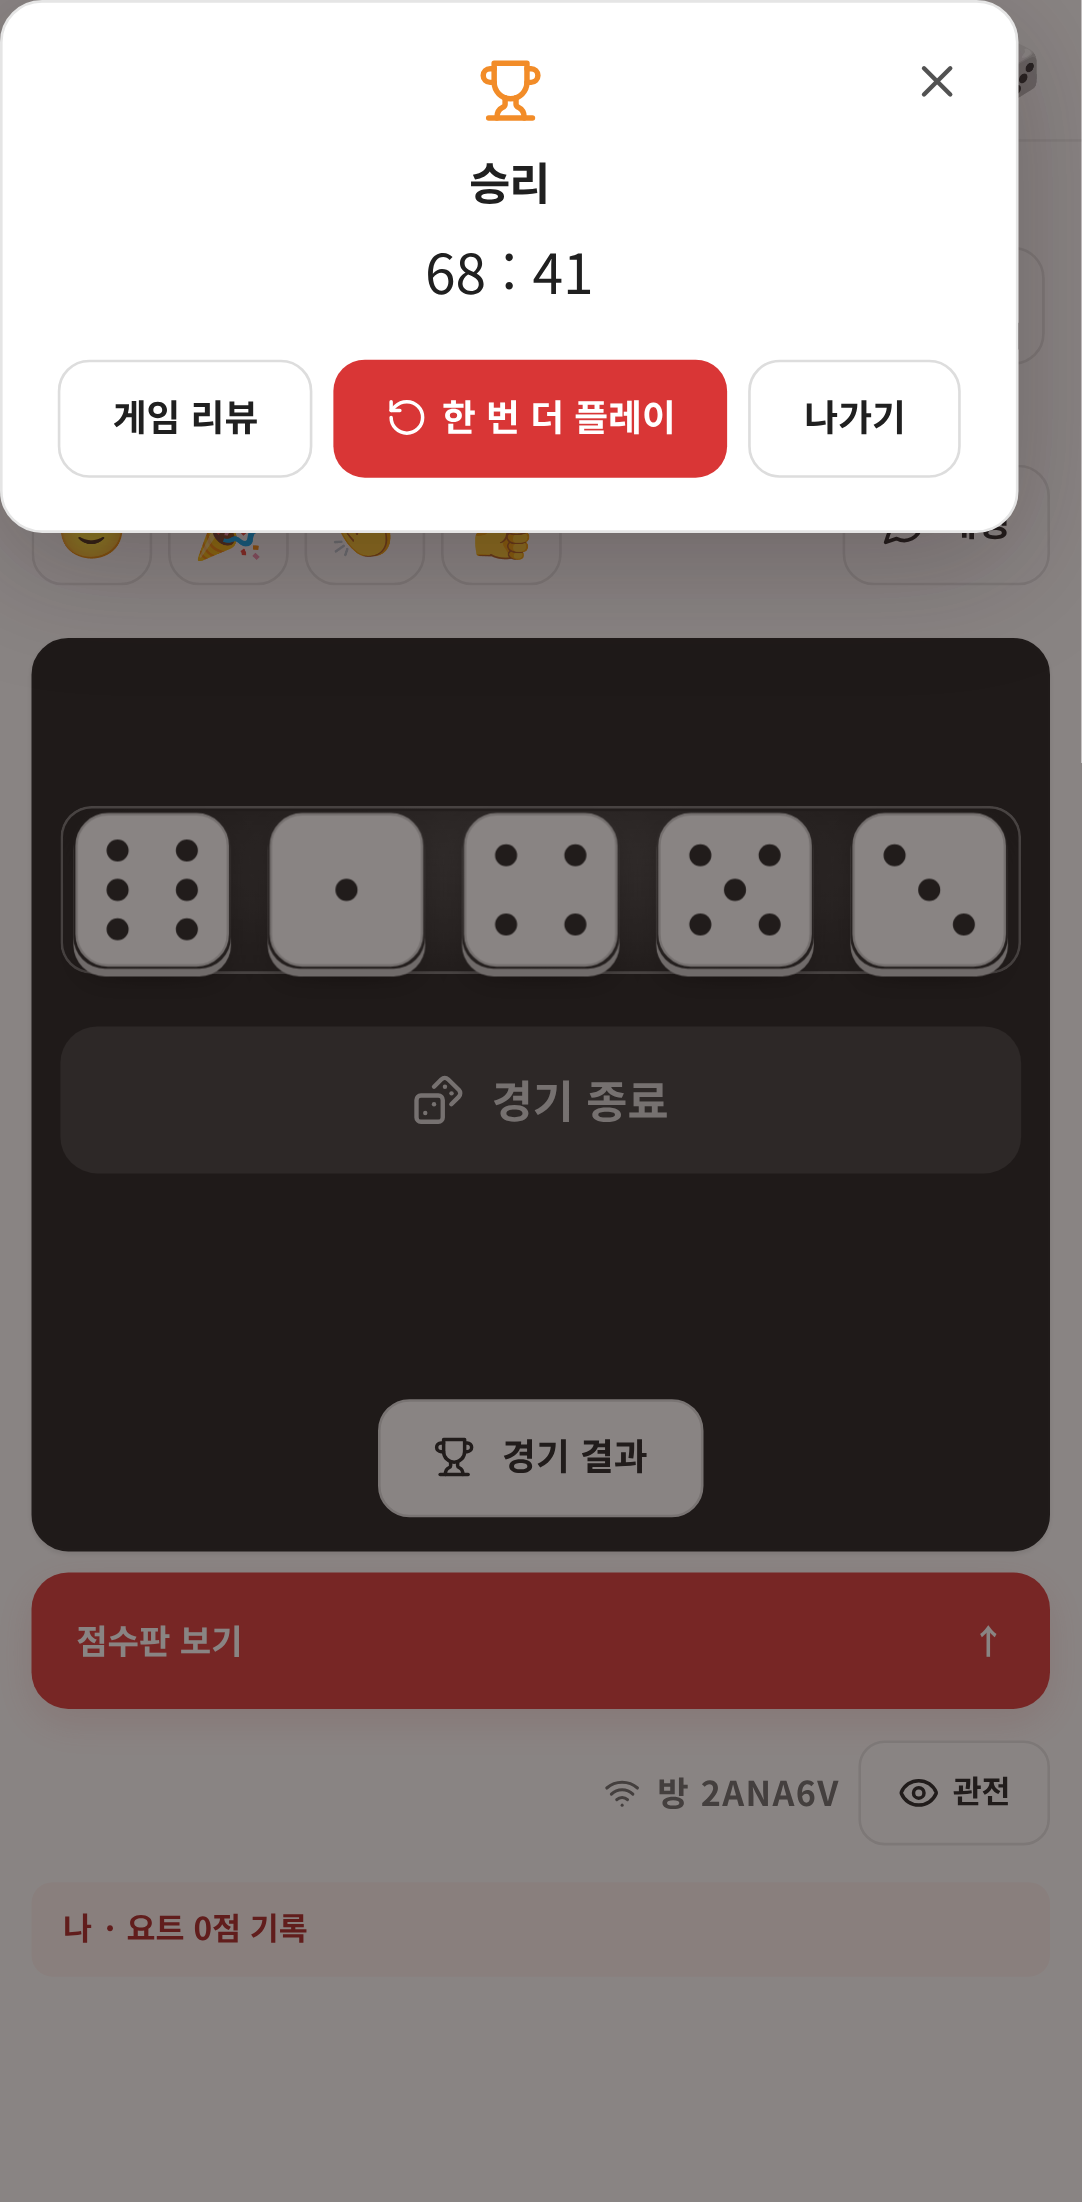 승리
68 : 41
게임 리뷰
한 번 더 플레이
나가기
경기 종료
경기 결과
점수판 보기 ↑
방 2ANA6V
관전
나 · 요트 0점 기록